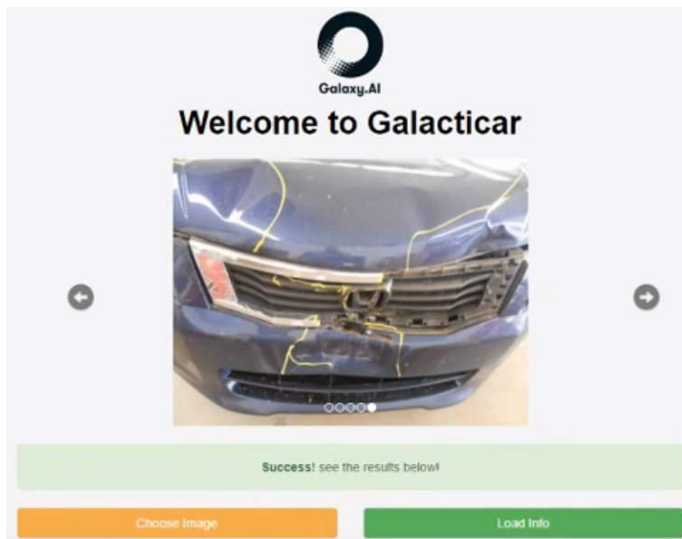 Galaxy.AI
Welcome to Galacticar
Success! see the results below!
Choose Image
Load Info